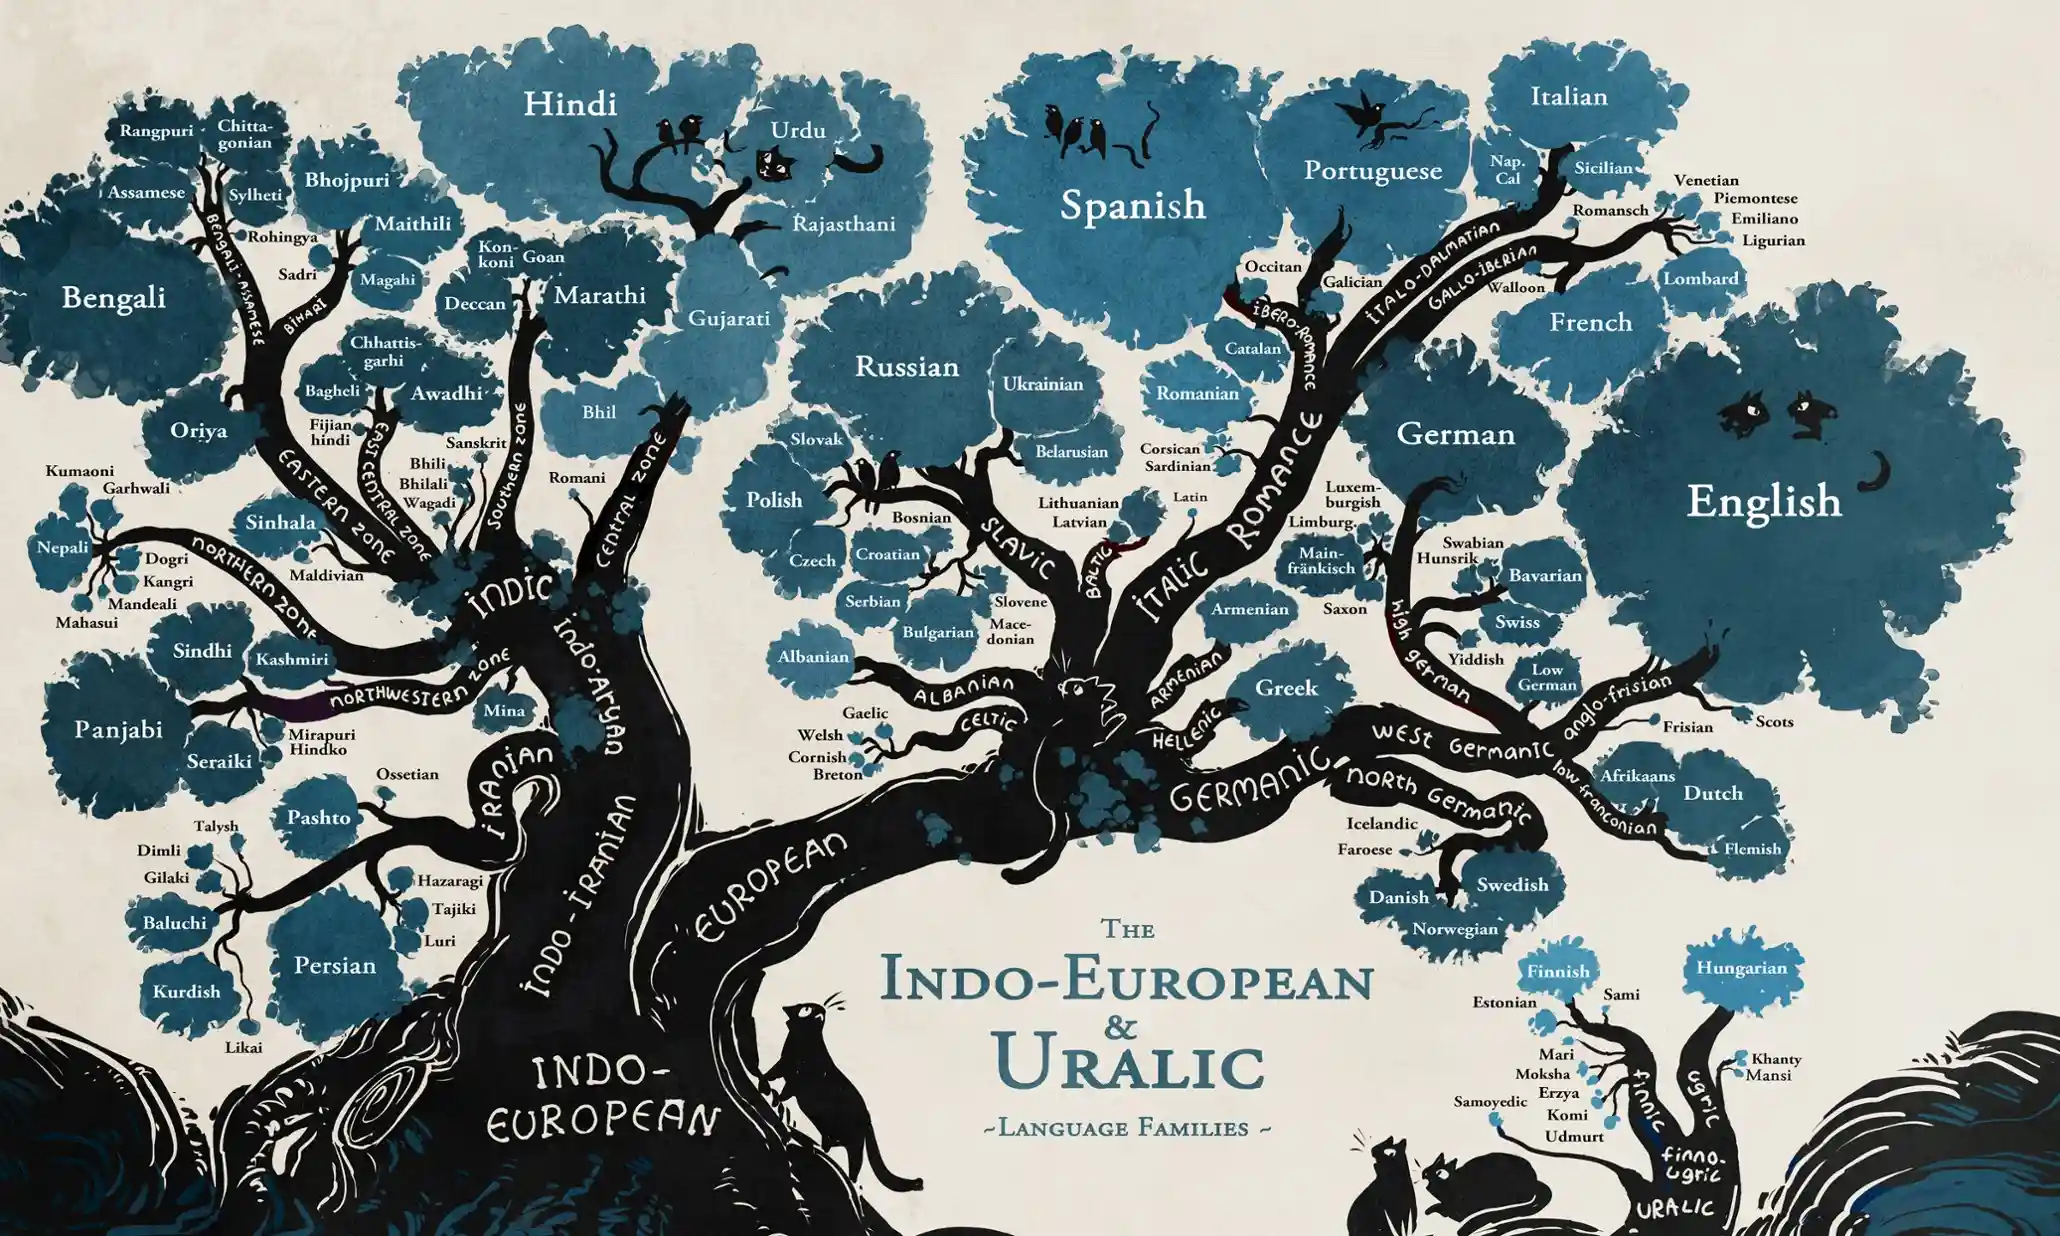 Hindi
Urdu
Rajasthani
Gujarati
Bhil
Rangpuri
Chitta-
gonian
Assamese
Sylheti
Bhojpuri
Maithili
Rohingya
Sadri
Magahi
Bengali
BENGALI-ASSAMESE
BIHARI
Kon-
koni
Goan
Deccan
Marathi
Chhattis-
garhi
Bagheli
Awadhi
Fijian
hindi
Oriya
EASTERN ZONE
EAST CENTRAL ZONE
Sanskrit
Bhili
Bhilali
Wagadi
SOUTHERN ZONE
Romani
CENTRAL ZONE
Kumaoni
Garhwali
Nepali
Dogri
Kangri
Mandeali
Mahasui
NORTHERN ZONE
Sinhala
Maldivian
INDIC
Sindhi
Kashmiri
Panjabi
Seraiki
Mirapuri
Hindko
NORTHWESTERN ZONE
Mina
INDO-ARYAN
IRANIAN
Ossetian
Pashto
Talysh
Dimli
Gilaki
Baluchi
Kurdish
Likai
Persian
Hazaragi
Tajiki
Luri
INDO-IRANIAN
INDO-
EUROPEAN
EUROPEAN
Russian
Ukrainian
Belarusian
Slovak
Polish
Czech
Bosnian
Croatian
Serbian
Bulgarian
Slovene
Mace-
donian
SLAVIC
Lithuanian
Latvian
BALTIC
Albanian
ALBANIAN
Gaelic
Welsh
Cornish
Breton
CELTIC
Armenian
ARMENIAN
Greek
HELLENIC
Latin
ITALIC
ROMANCE
Corsican
Sardinian
Romanian
Catalan
Occitan
Galician
IBERO-ROMANCE
Spanish
Portuguese
Italian
Nap.
Cal
Sicilian
ITALO-DALMATIAN
GALLO-IBERIAN
Romansch
Venetian
Piemontese
Emiliano
Ligurian
Lombard
Walloon
French
GERMANIC
WEST GERMANIC
NORTH GERMANIC
German
Luxem-
burgish
Limburg.
Main-
fränkisch
Saxon
Swabian
Hunsrik
Bavarian
Swiss
Yiddish
Low
German
high german
English
anglo-frisian
Frisian
Scots
Afrikaans
Dutch
Flemish
low franconian
Icelandic
Faroese
Danish
Swedish
Norwegian
The
Indo-European
&
Uralic
~Language Families ~
Finnish
Hungarian
Estonian
Sami
Mari
Moksha
Erzya
Komi
Udmurt
Samoyedic
Khanty
Mansi
finnic
ugric
finno-
ugric
URALIC